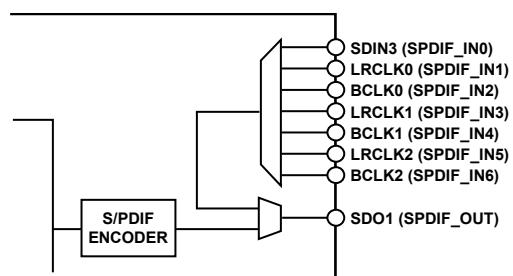 SDIN3 (SPDIF_IN0)
LRCLK0 (SPDIF_IN1)
BCLK0 (SPDIF_IN2)
LRCLK1 (SPDIF_IN3)
BCLK1 (SPDIF_IN4)
LRCLK2 (SPDIF_IN5)
BCLK2 (SPDIF_IN6)
S/PDIF
ENCODER
SDO1 (SPDIF_OUT)